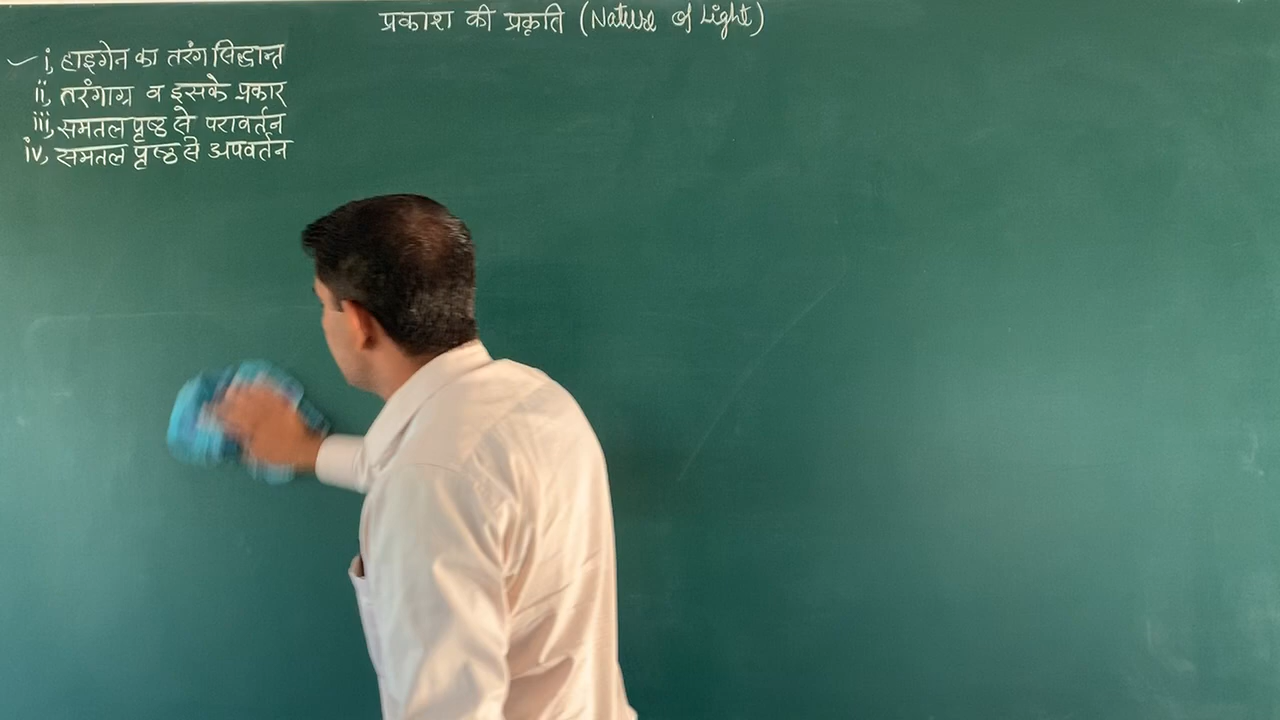 प्रकाश की प्रकृति (Nature of Light)
i, हाइगेन का तरंग सिद्धान्त
ii, तरंगाग्र व इसके प्रकार
iii, समतल पृष्ठ से परावर्तन
iv, समतल पृष्ठ से अपवर्तन